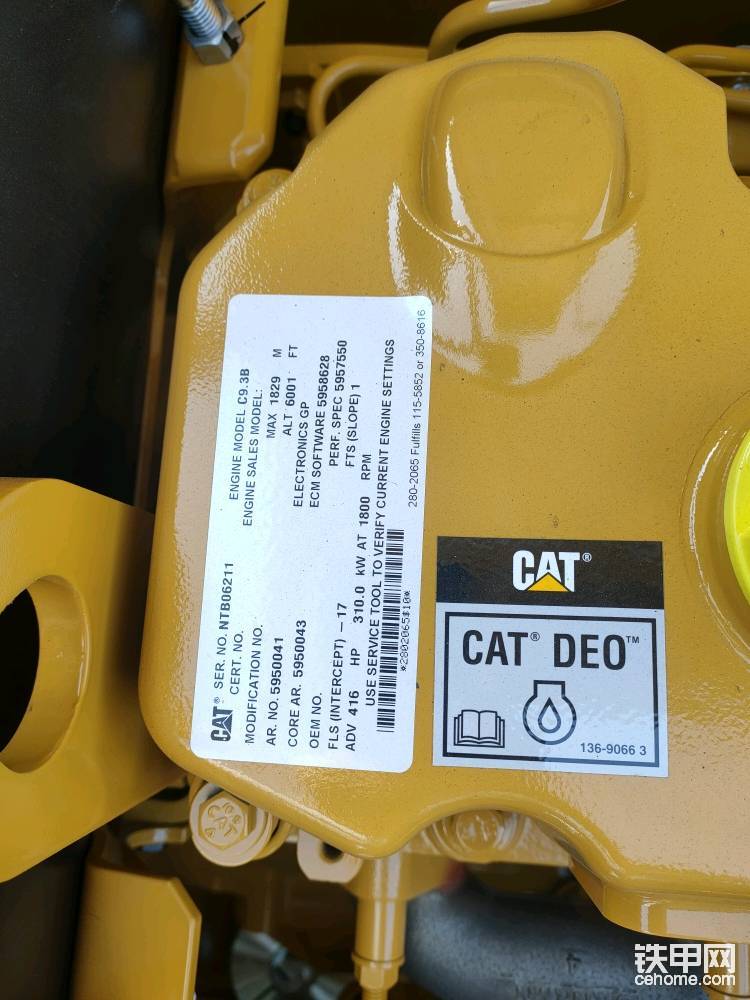 CAT® SER. NO. NTB06211 ENGINE MODEL C9.3B
CERT. NO. ENGINE SALES MODEL:
MODIFICATION NO. MAX 1829 M
AR. NO. 5950041 ALT 6001 FT
CORE AR. 5950043 ELECTRONICS GP
OEM NO. ECM SOFTWARE 5958628
PERF. SPEC 5957550
FLS (INTERCEPT) – 17 FTS (SLOPE) 1
ADV 416 HP 310.0 kW AT 1800 RPM
USE SERVICE TOOL TO VERIFY CURRENT ENGINE SETTINGS
*2802065$10*
280-2065 Fulfills 115-5852 or 350-8616
CAT®
CAT® DEO™
136-9066 3
CAT
铁甲网
cehome.com